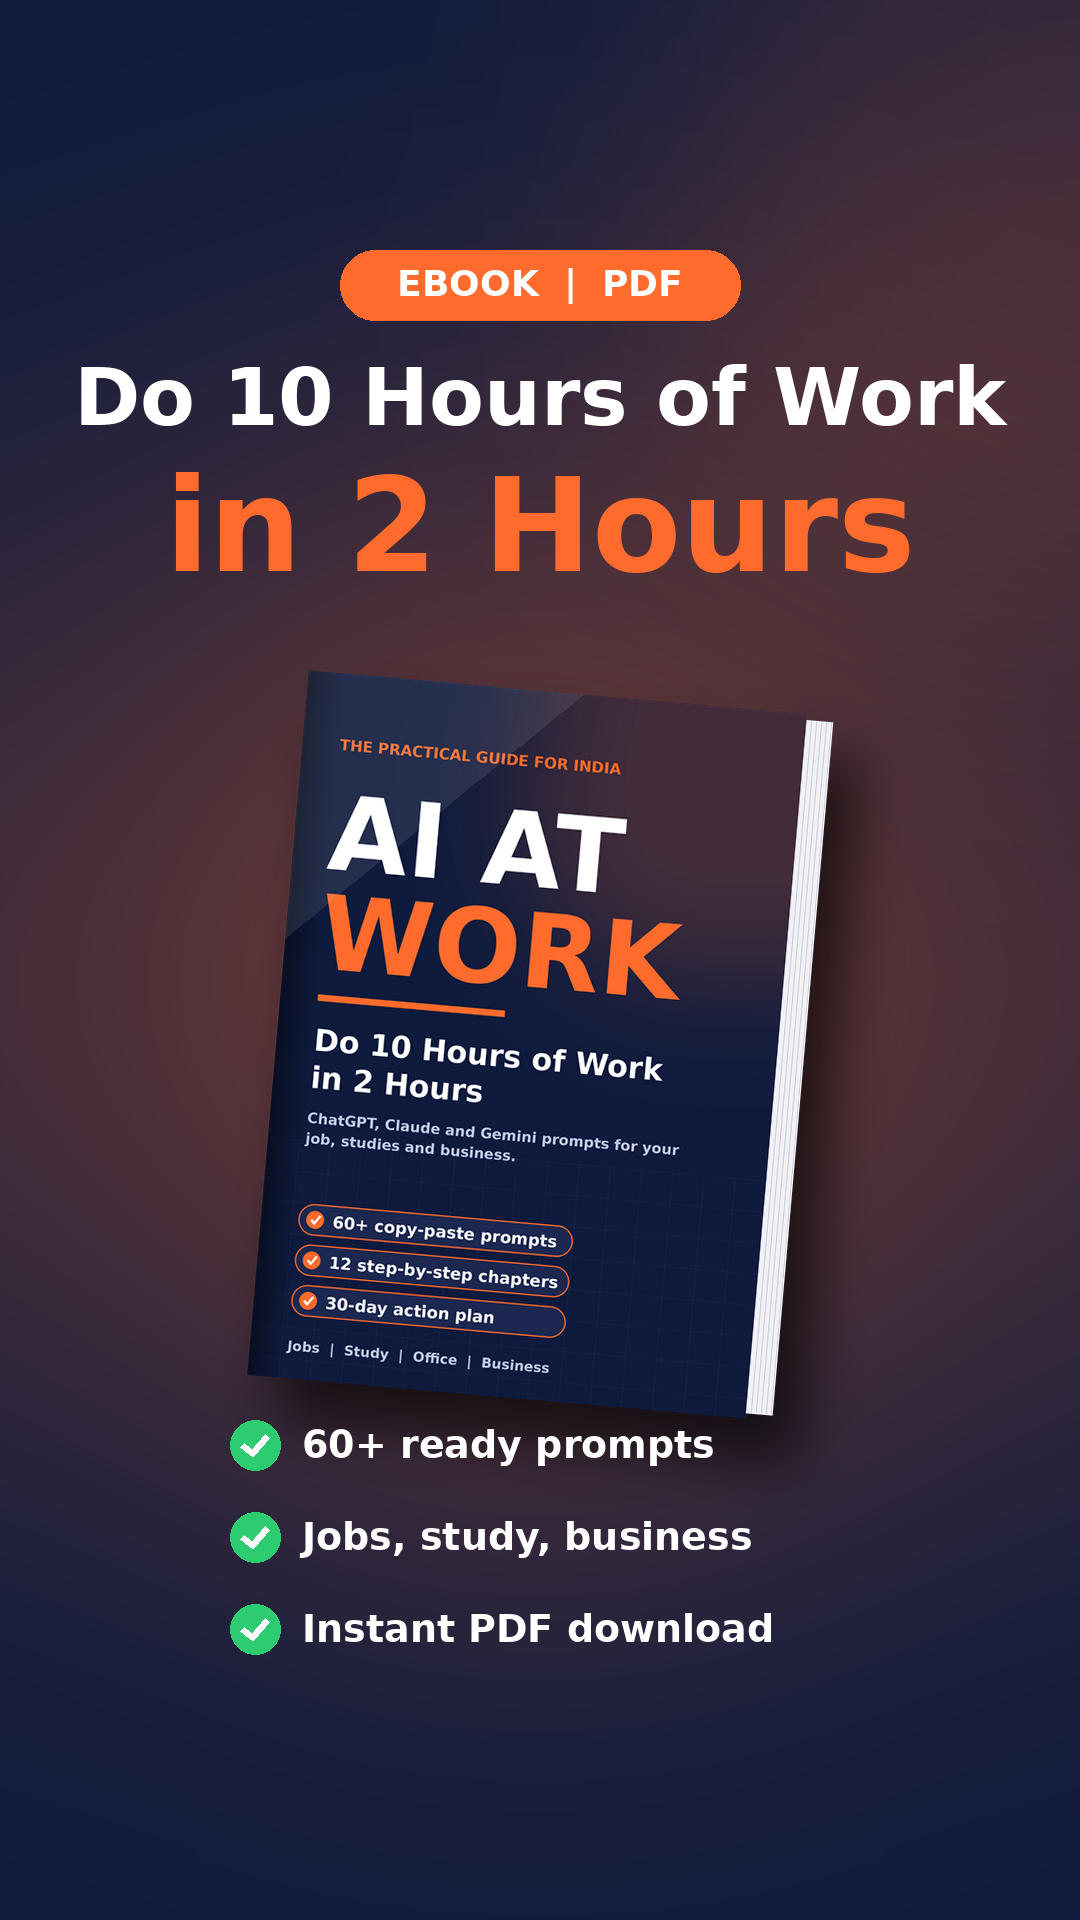 EBOOK | PDF
Do 10 Hours of Work
in 2 Hours
THE PRACTICAL GUIDE FOR INDIA
AI AT
WORK
Do 10 Hours of Work
in 2 Hours
ChatGPT, Claude and Gemini prompts for your
job, studies and business.
60+ copy-paste prompts
12 step-by-step chapters
30-day action plan
Jobs | Study | Office | Business
60+ ready prompts
Jobs, study, business
Instant PDF download